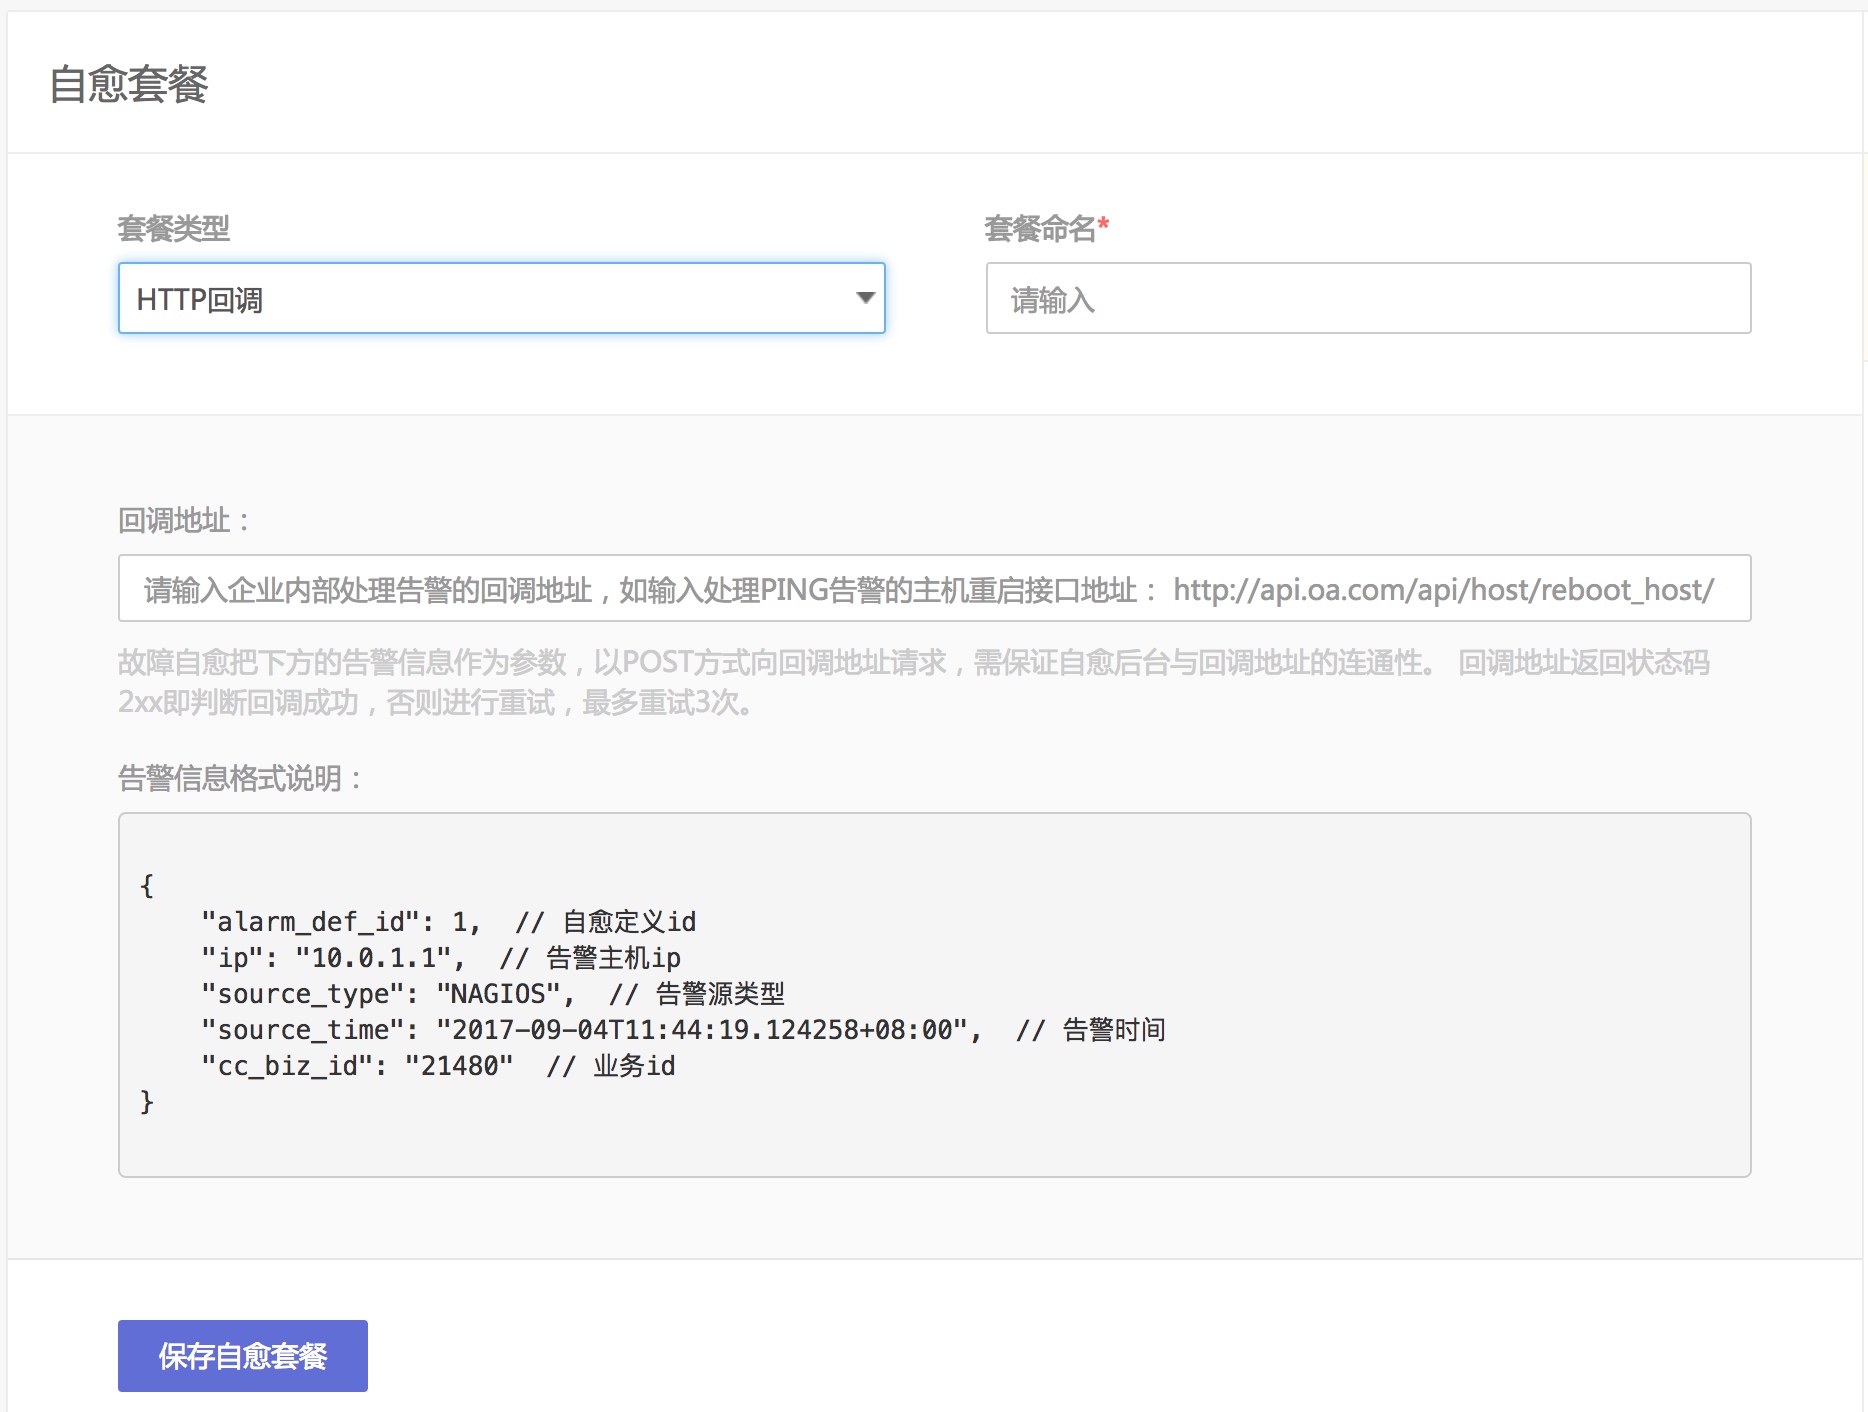 自愈套餐
套餐类型
套餐命名*
HTTP回调
请输入
回调地址：
请输入企业内部处理告警的回调地址，如输入处理PING告警的主机重启接口地址： http://api.oa.com/api/host/reboot_host/
故障自愈把下方的告警信息作为参数，以POST方式向回调地址请求，需保证自愈后台与回调地址的连通性。 回调地址返回状态码
2xx即判断回调成功，否则进行重试，最多重试3次。
告警信息格式说明：
{
    "alarm_def_id": 1,  // 自愈定义id
    "ip": "10.0.1.1",  // 告警主机ip
    "source_type": "NAGIOS",  // 告警源类型
    "source_time": "2017-09-04T11:44:19.124258+08:00",  // 告警时间
    "cc_biz_id": "21480"  // 业务id
}
保存自愈套餐